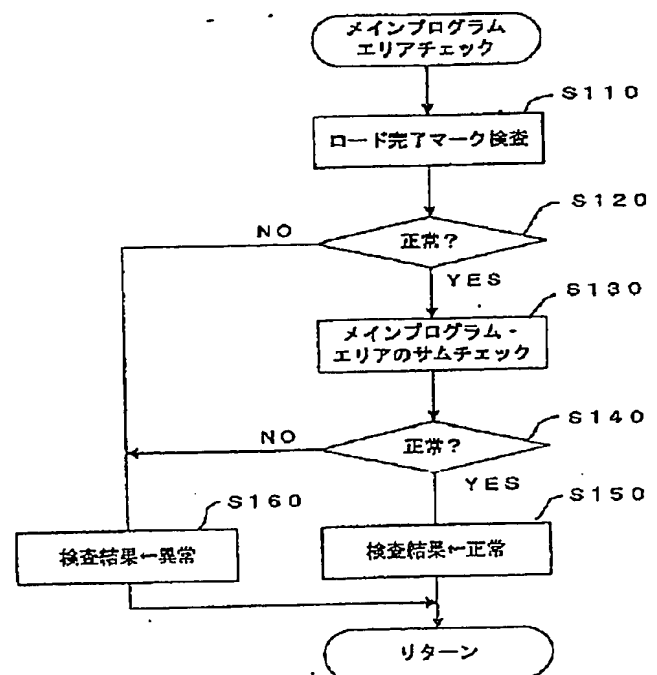 メインプログラム
エリアチェック
S110
ロード完了マーク検査
S120
正常?
NO
YES
S130
メインプログラム
エリアのサムチェック
S140
正常?
NO
YES
S160
検査結果←異常
S150
検査結果←正常
リターン